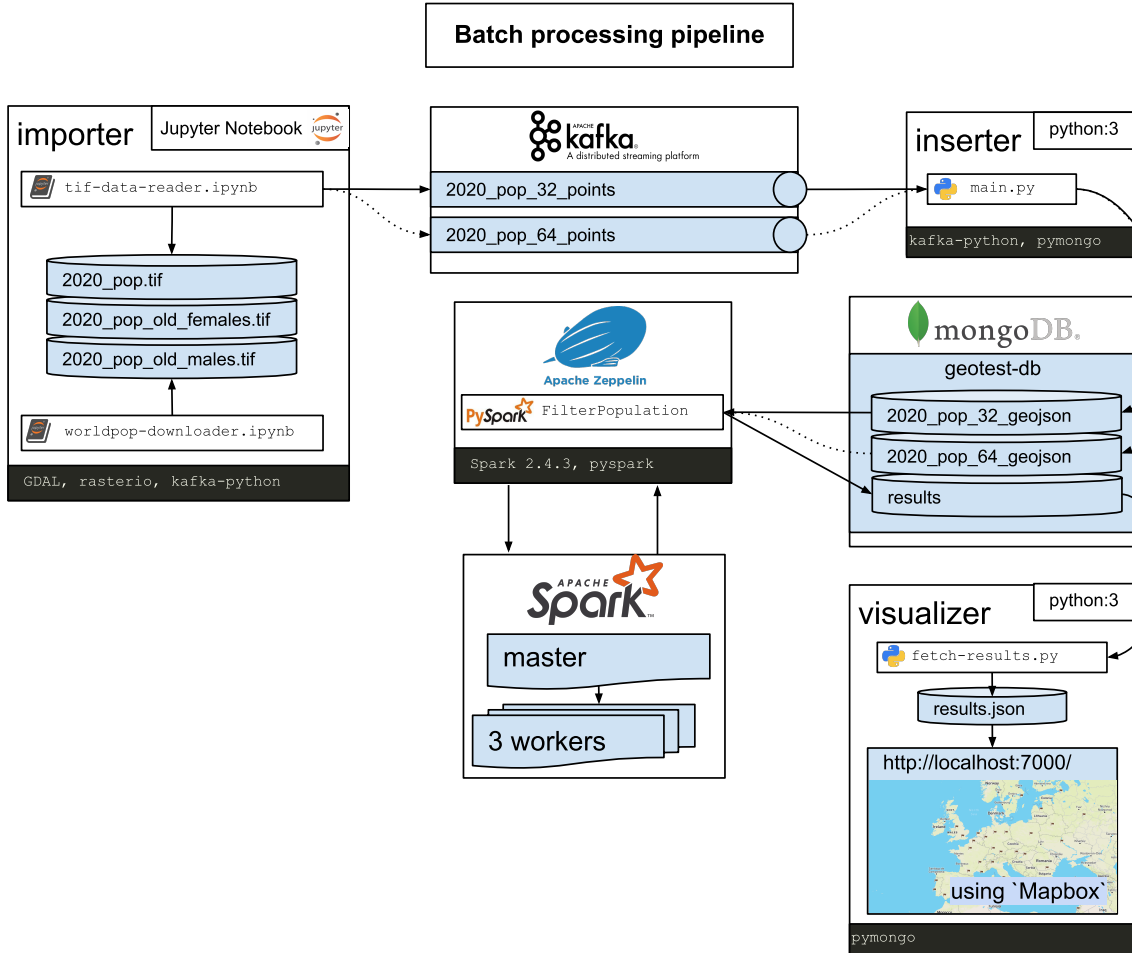 Batch processing pipeline
importer
Jupyter Notebook
jupyter
tif-data-reader.ipynb
2020_pop.tif
2020_pop_old_females.tif
2020_pop_old_males.tif
worldpop-downloader.ipynb
GDAL, rasterio, kafka-python
APACHE
kafka®
A distributed streaming platform
2020_pop_32_points
2020_pop_64_points
inserter
python:3
main.py
kafka-python, pymongo
Apache Zeppelin
PySpark
FilterPopulation
Spark 2.4.3, pyspark
mongoDB®
geotest-db
2020_pop_32_geojson
2020_pop_64_geojson
results
APACHE
Spark™
master
3 workers
visualizer
python:3
fetch-results.py
results.json
http://localhost:7000/
using `Mapbox`
pymongo